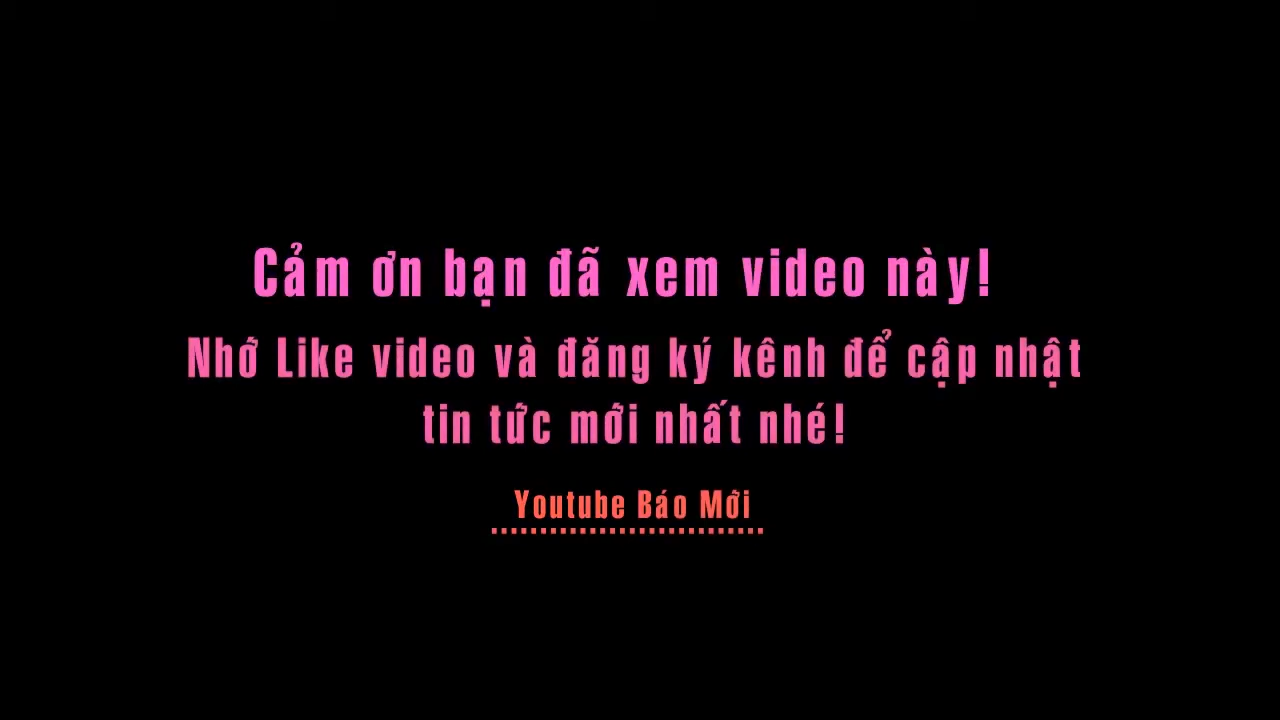 Cảm ơn bạn đã xem video này!
Nhớ Like video và đăng ký kênh để cập nhật
tin tức mới nhất nhé!
Youtube Báo Mới